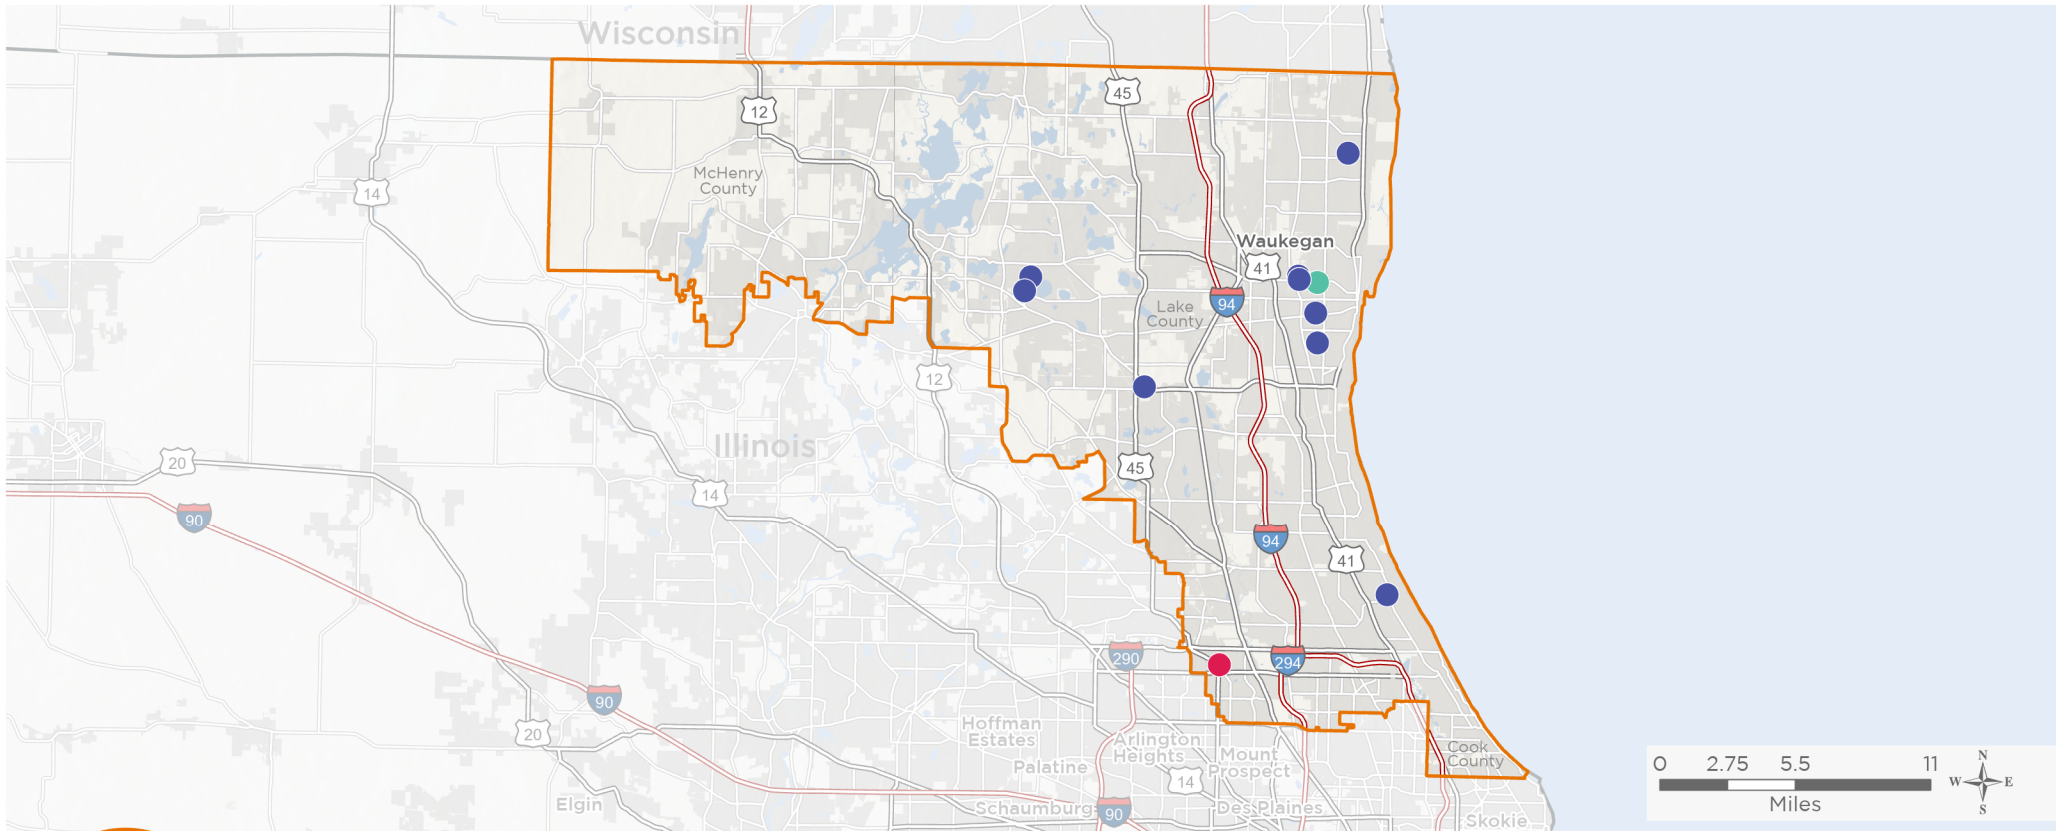 Wisconsin
45
12
McHenry
County
14
Waukegan
41
94
Lake
County
12
Illinois
45
20
14
90
94
41
290
294
90
Hoffman
Estates
20
Arlington
Heights
Mount
Prospect
Cook
County
Palatine
14
Elgin
Schaumburg
90
Des Plaines
Skokie
0 2.75 5.5 11
Miles
N
W E
S